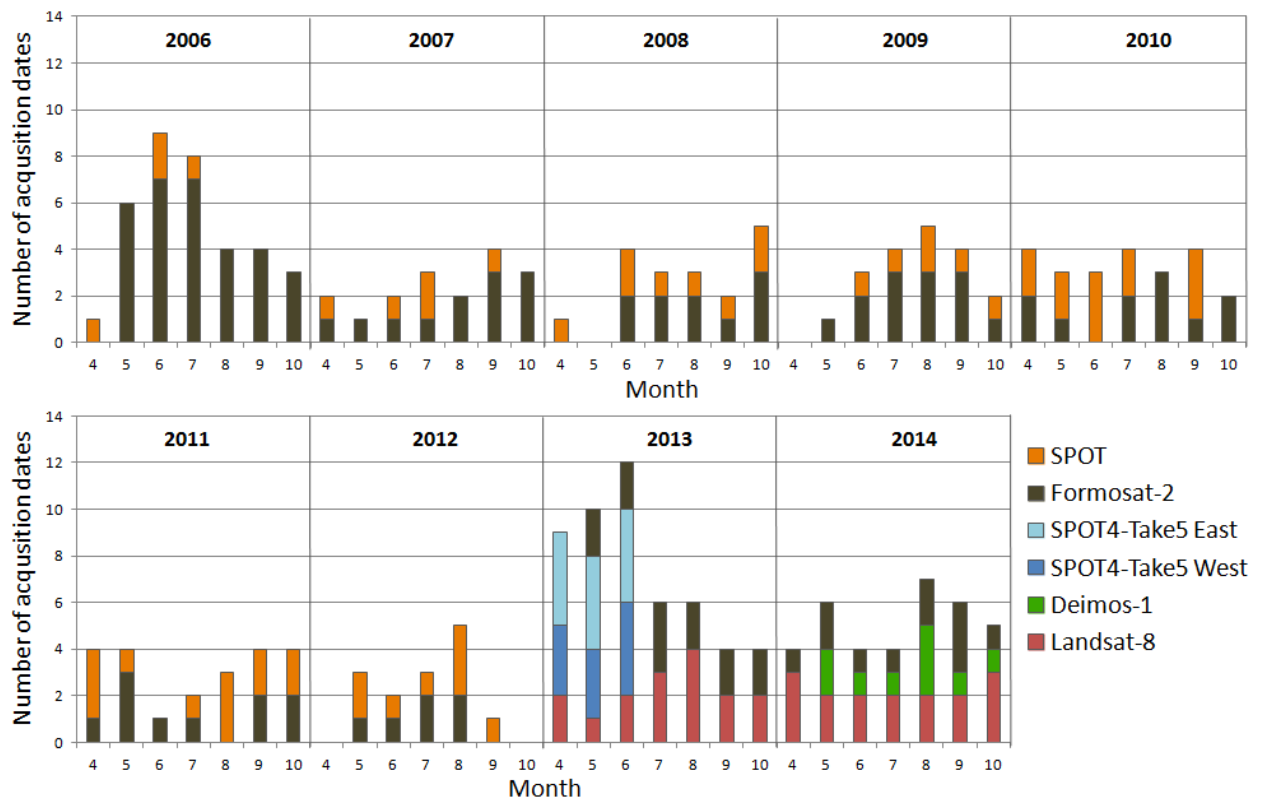 Number of acqusition dates
14
12
10
8
6
4
2
0
2006 2007 2008 2009 2010
4 5 6 7 8 9 10 4 5 6 7 8 9 10 4 5 6 7 8 9 10 4 5 6 7 8 9 10 4 5 6 7 8 9 10
Month
Number of acqusition dates
14
12
10
8
6
4
2
0
2011 2012 2013 2014
4 5 6 7 8 9 10 4 5 6 7 8 9 10 4 5 6 7 8 9 10 4 5 6 7 8 9 10
Month
SPOT
Formosat-2
SPOT4-Take5 East
SPOT4-Take5 West
Deimos-1
Landsat-8